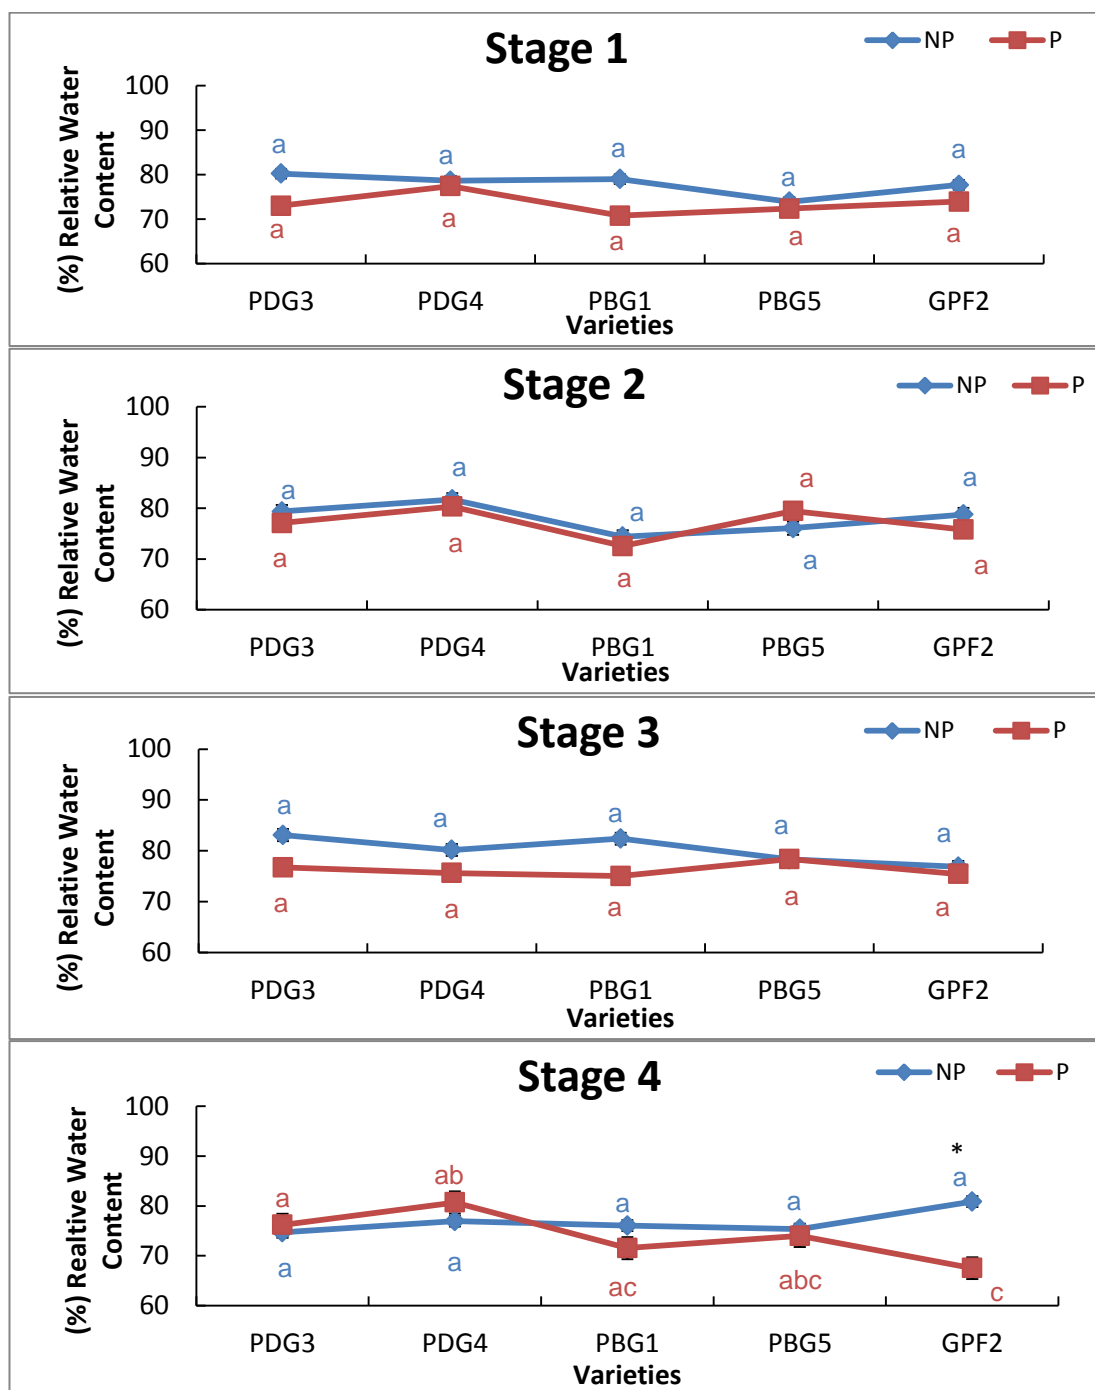 Stage 1
NP P
(%) Relative Water
Content
100
90
80
70
60
a a a a a
a a a a a
PDG3 PDG4 PBG1 PBG5 GPF2
Varieties
Stage 2
NP P
(%) Relative Water
Content
100
90
80
70
60
a a a a a
a a a a a
PDG3 PDG4 PBG1 PBG5 GPF2
Varieties
Stage 3
NP P
(%) Relative Water
Content
100
90
80
70
60
a a a a a
a a a a a
PDG3 PDG4 PBG1 PBG5 GPF2
Varieties
Stage 4
NP P
(%) Realtive Water
Content
100
90
80
70
60
*
a ab a a a
a a ac abc c
PDG3 PDG4 PBG1 PBG5 GPF2
Varieties